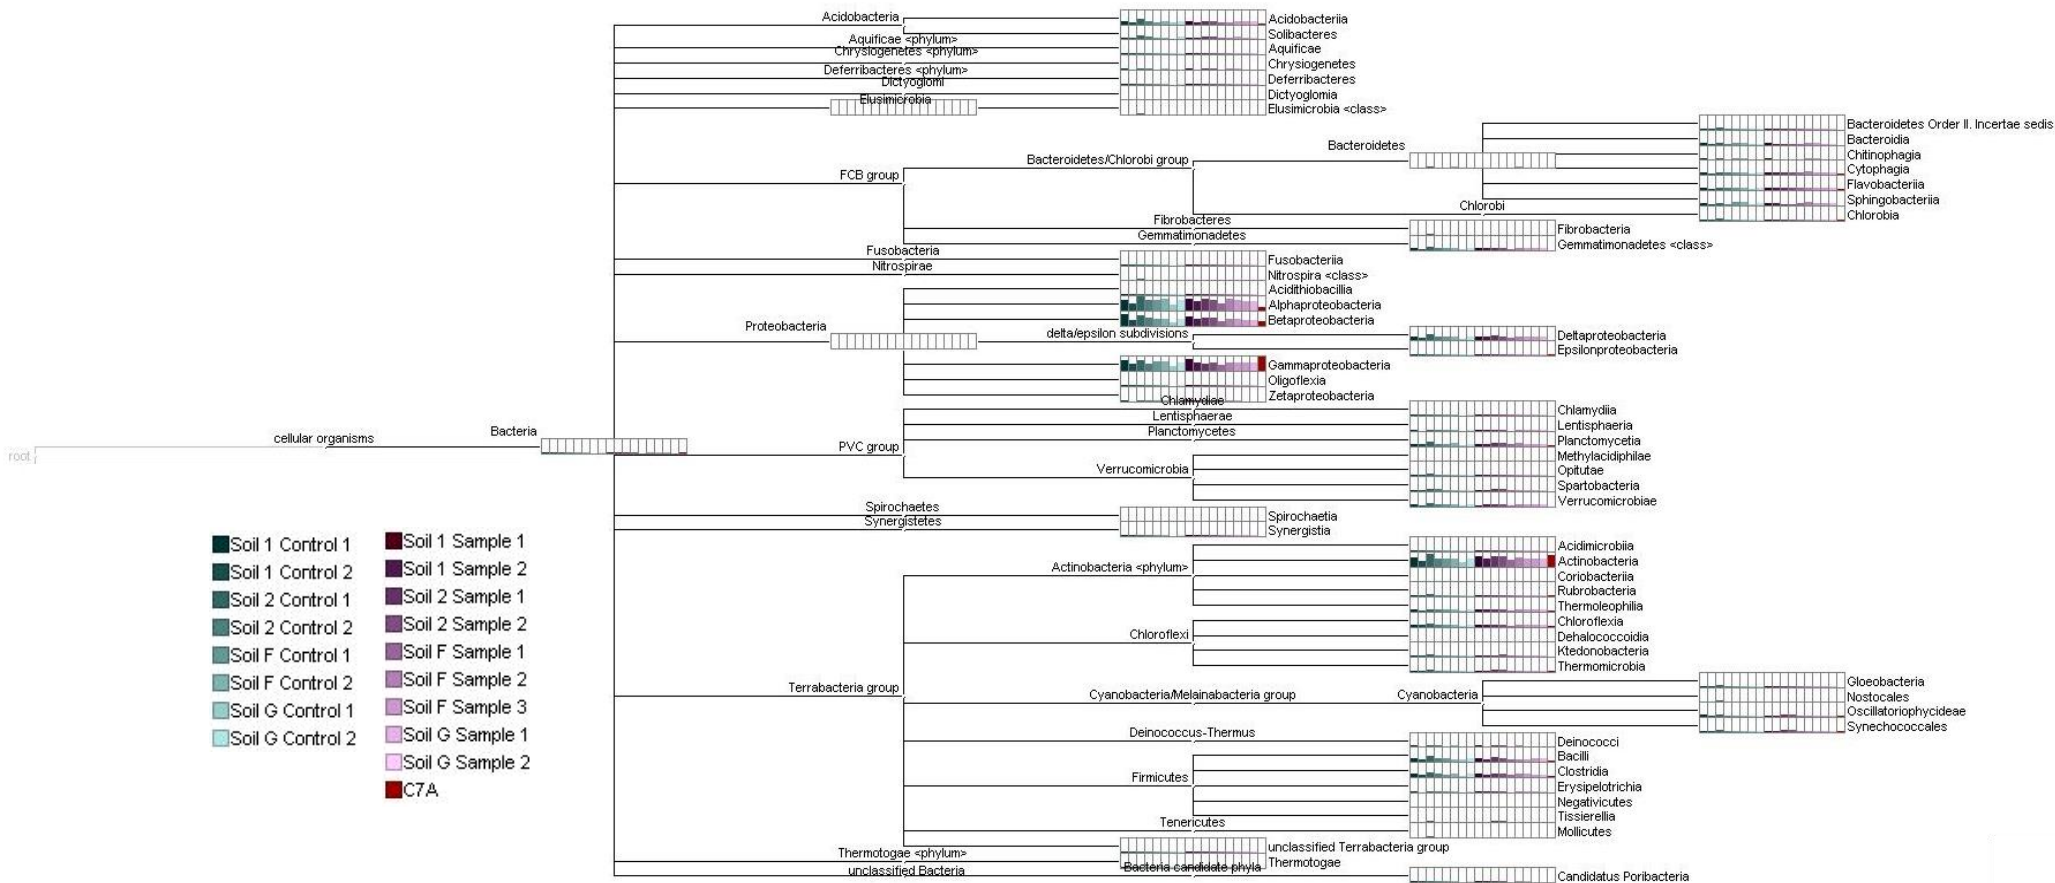 root
cellular organisms
Bacteria
Acidobacteria
Acidobacteriia
Solibacteres
Aquificae <phylum>
Aquificae
Chrysiogenetes <phylum>
Chrysiogenetes
Deferribacteres <phylum>
Deferribacteres
Dictyoglomi
Dictyoglomia
Elusimicrobia
Elusimicrobia <class>
FCB group
Bacteroidetes/Chlorobi group
Bacteroidetes
Bacteroidetes Order II. Incertae sedis
Bacteroidia
Chitinophagia
Cytophagia
Flavobacteriia
Sphingobacteriia
Chlorobi
Chlorobia
Fibrobacteres
Fibrobacteria
Gemmatimonadetes
Gemmatimonadetes <class>
Fusobacteria
Fusobacteriia
Nitrospirae
Nitrospira <class>
Proteobacteria
Acidithiobacillia
Alphaproteobacteria
Betaproteobacteria
delta/epsilon subdivisions
Deltaproteobacteria
Epsilonproteobacteria
Gammaproteobacteria
Oligoflexia
Zetaproteobacteria
PVC group
Chlamydiae
Chlamydiia
Lentisphaerae
Lentisphaeria
Planctomycetes
Planctomycetia
Verrucomicrobia
Methylacidiphilae
Opitutae
Spartobacteria
Verrucomicrobiae
Spirochaetes
Spirochaetia
Synergistetes
Synergistia
Terrabacteria group
Actinobacteria <phylum>
Acidimicrobiia
Actinobacteria
Coriobacteriia
Rubrobacteria
Thermoleophilia
Chloroflexi
Chloroflexia
Dehalococcoidia
Ktedonobacteria
Thermomicrobia
Cyanobacteria/Melainabacteria group
Cyanobacteria
Gloeobacteria
Nostocales
Oscillatoriophycideae
Synechococcales
Deinococcus-Thermus
Deinococci
Firmicutes
Bacilli
Clostridia
Erysipelotrichia
Negativicutes
Tissierellia
Tenericutes
Mollicutes
unclassified Terrabacteria group
Thermotogae <phylum>
Thermotogae
unclassified Bacteria
Bacteria candidate phyla
Candidatus Poribacteria
Soil 1 Control 1
Soil 1 Control 2
Soil 2 Control 1
Soil 2 Control 2
Soil F Control 1
Soil F Control 2
Soil G Control 1
Soil G Control 2
Soil 1 Sample 1
Soil 1 Sample 2
Soil 2 Sample 1
Soil 2 Sample 2
Soil F Sample 1
Soil F Sample 2
Soil F Sample 3
Soil G Sample 1
Soil G Sample 2
C7A